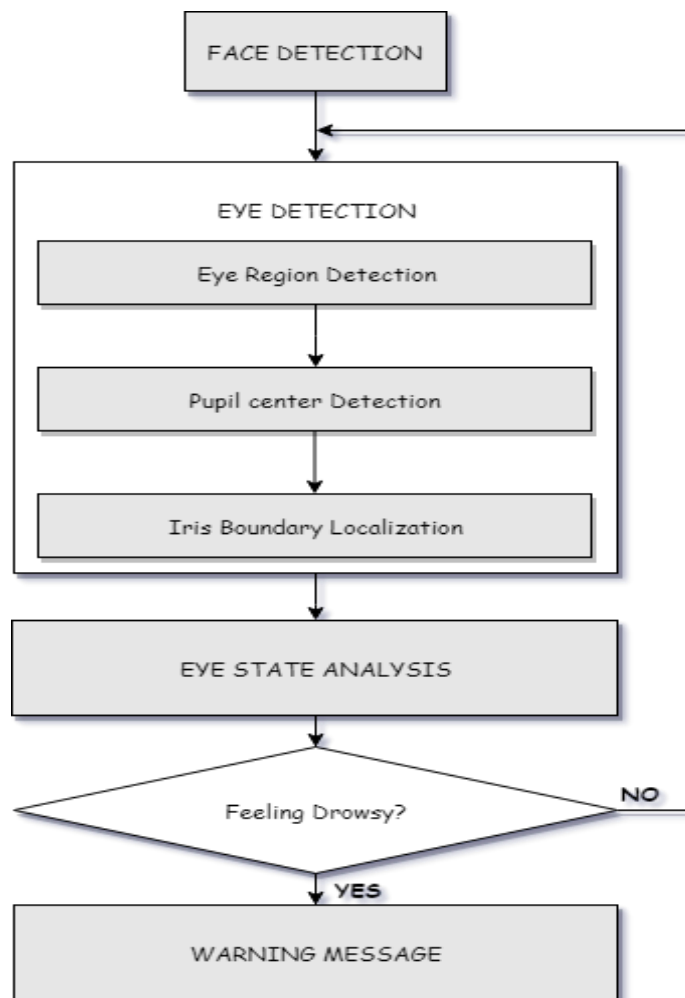 FACE DETECTION
EYE DETECTION
Eye Region Detection
Pupil center Detection
Iris Boundary Localization
EYE STATE ANALYSIS
Feeling Drowsy?
NO
YES
WARNING MESSAGE